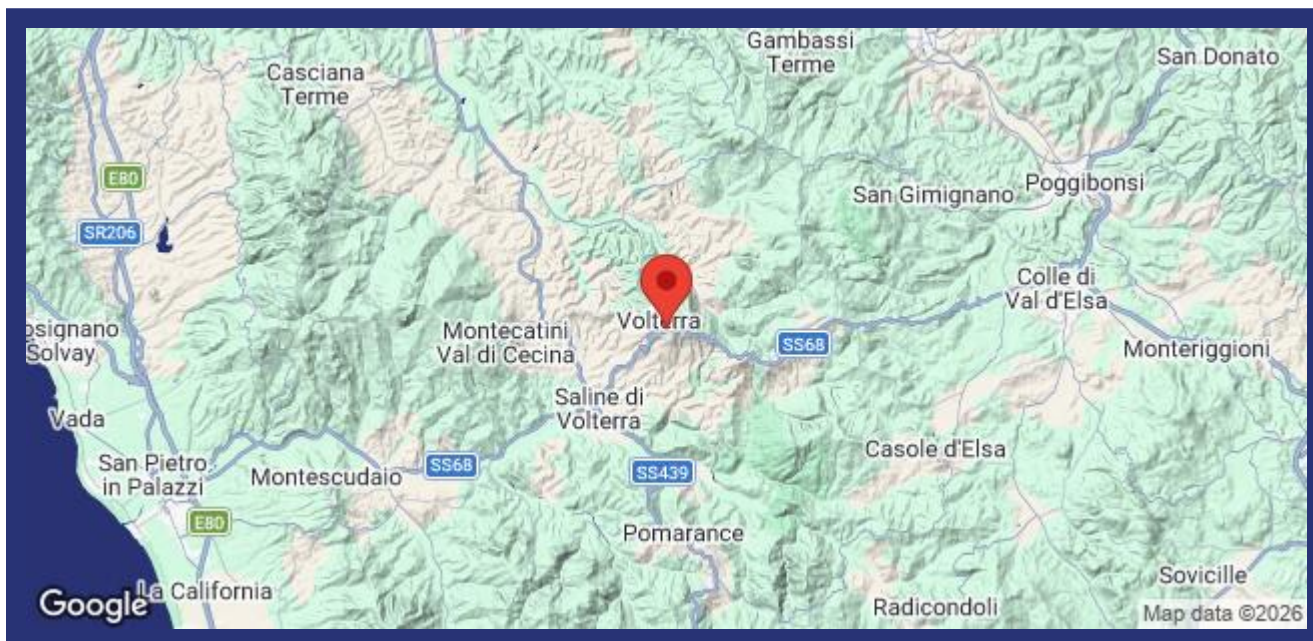 Gambassi
Terme
San Donato
Casciana
Terme
E80
San Gimignano
Poggibonsi
SR206
Colle di
Val d'Elsa
osignano
Solvay
Montecatini
Val di Cecina
Volterra
SS68
Monteriggioni
Saline di
Volterra
Vada
Casole d'Elsa
San Pietro
in Palazzi
Montescudaio
SS68
SS439
E80
Pomarance
La California
Sovicille
Google
Radicondoli
Map data ©2026